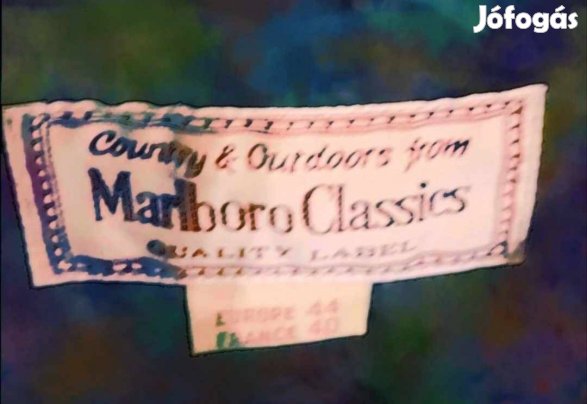 Jófogás
Country & Outdoors from
Marlboro Classics
QUALITY LABEL
EUROPE 44
FRANCE 40